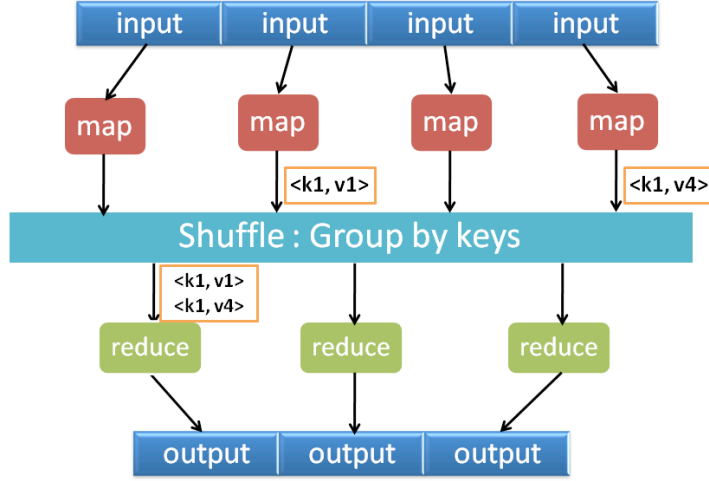 input input input input
map map map map
<k1, v1> <k1, v4>
Shuffle : Group by keys
<k1, v1>
<k1, v4>
reduce reduce reduce
output output output